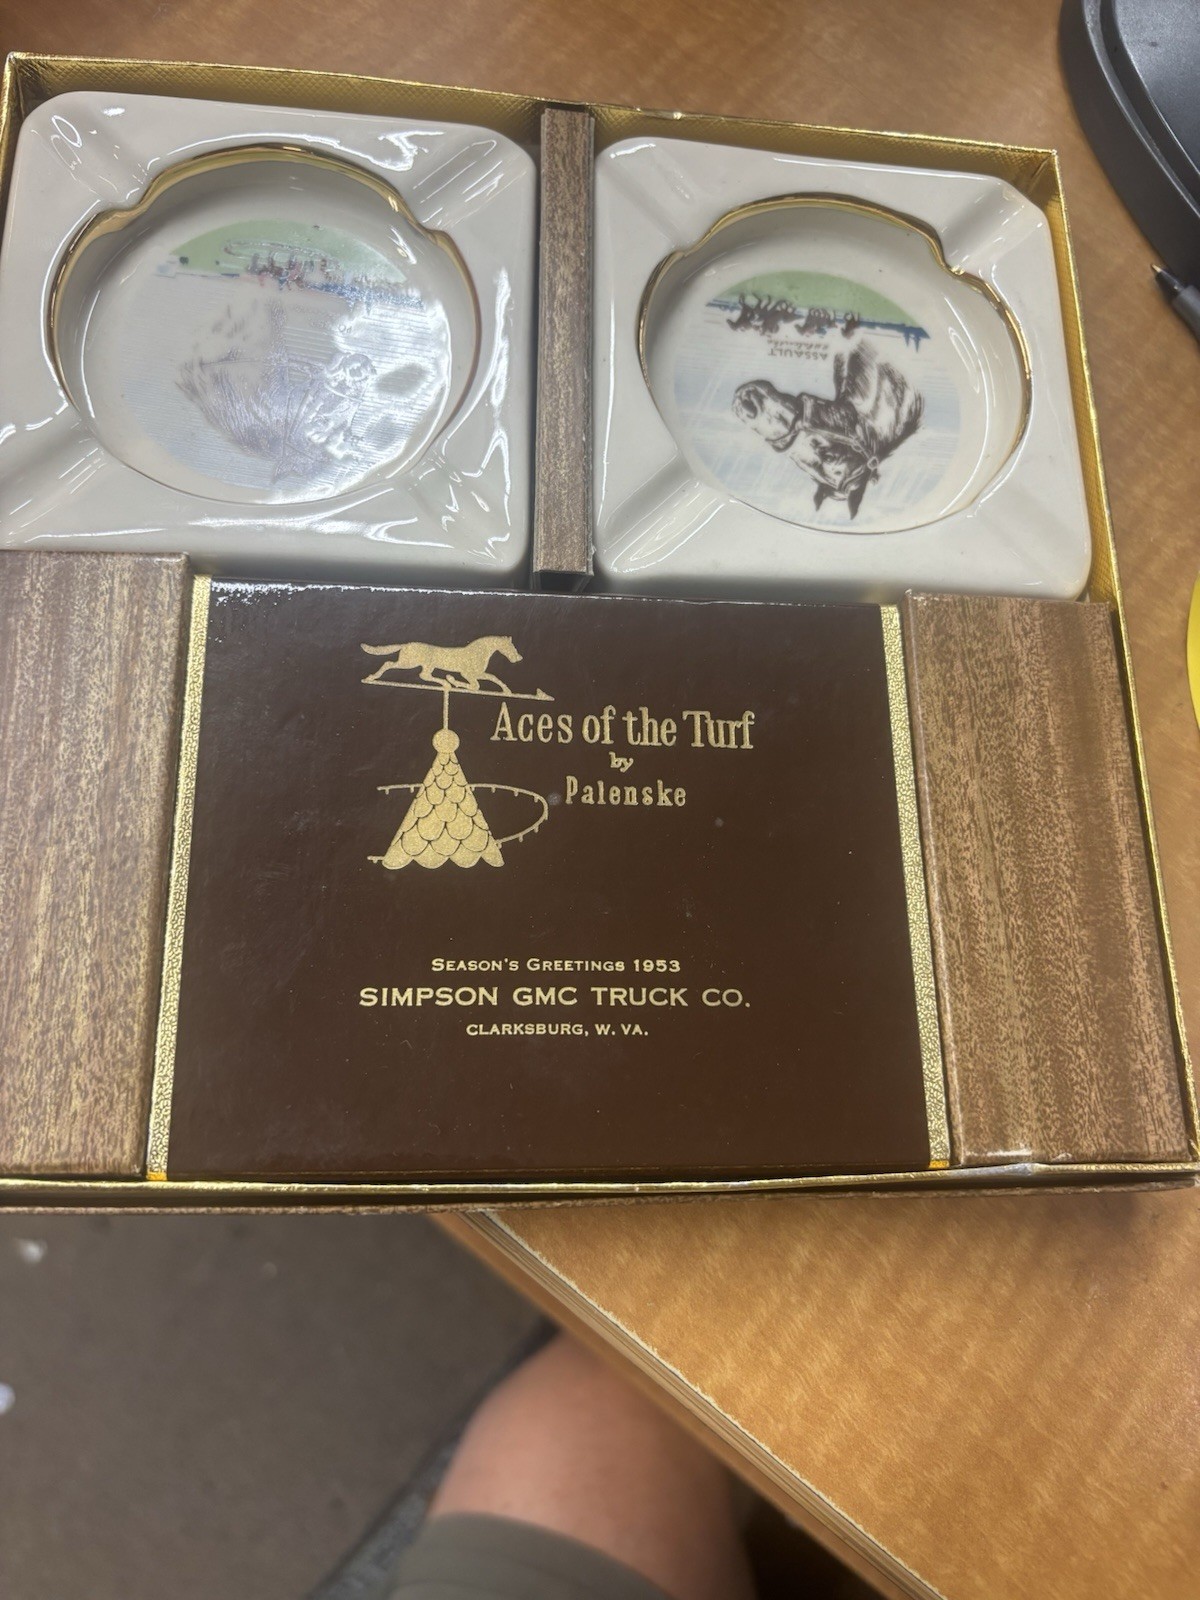 ASSAULT
Aces of the Turf
by
Palenske
SEASON'S GREETINGS 1953
SIMPSON GMC TRUCK CO.
CLARKSBURG, W. VA.